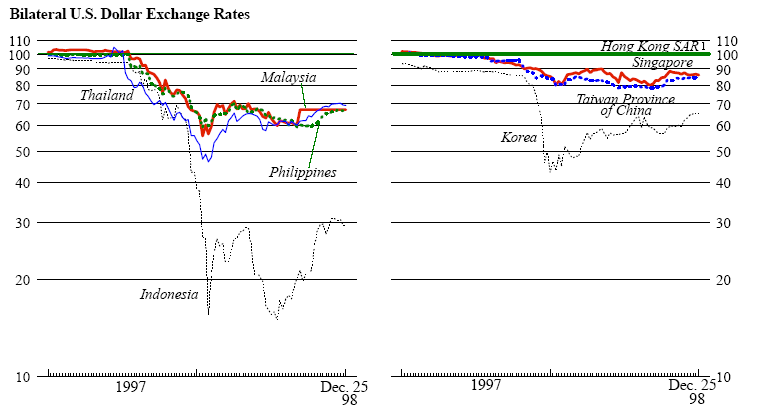 Bilateral U.S. Dollar Exchange Rates
110
100
90
80
70
60
50
40
30
20
10
Malaysia
Thailand
Philippines
Indonesia
1997
Dec. 25
98
Hong Kong SAR 1
Singapore
Taiwan Province
of China
Korea
110
100
90
80
70
60
50
40
30
20
10
1997
Dec. 25
98